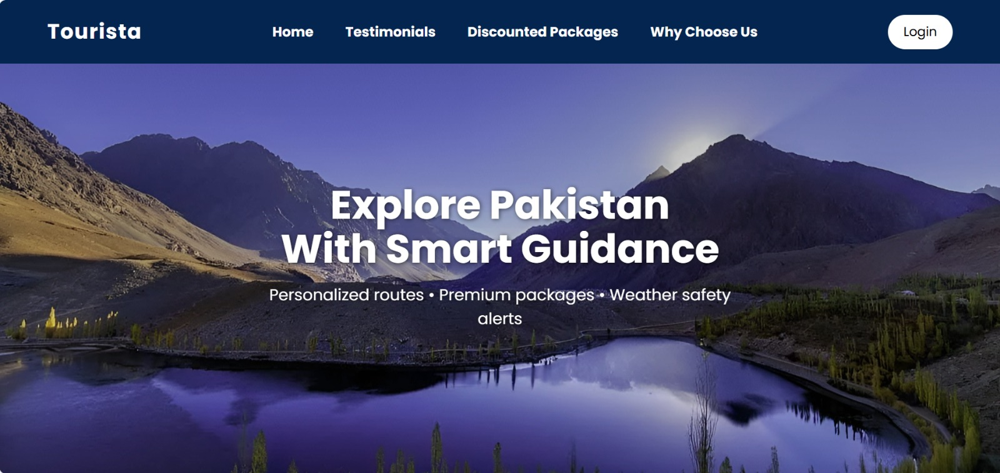 Tourista
Home
Testimonials
Discounted Packages
Why Choose Us
Login
Explore Pakistan
With Smart Guidance
Personalized routes • Premium packages • Weather safety
alerts